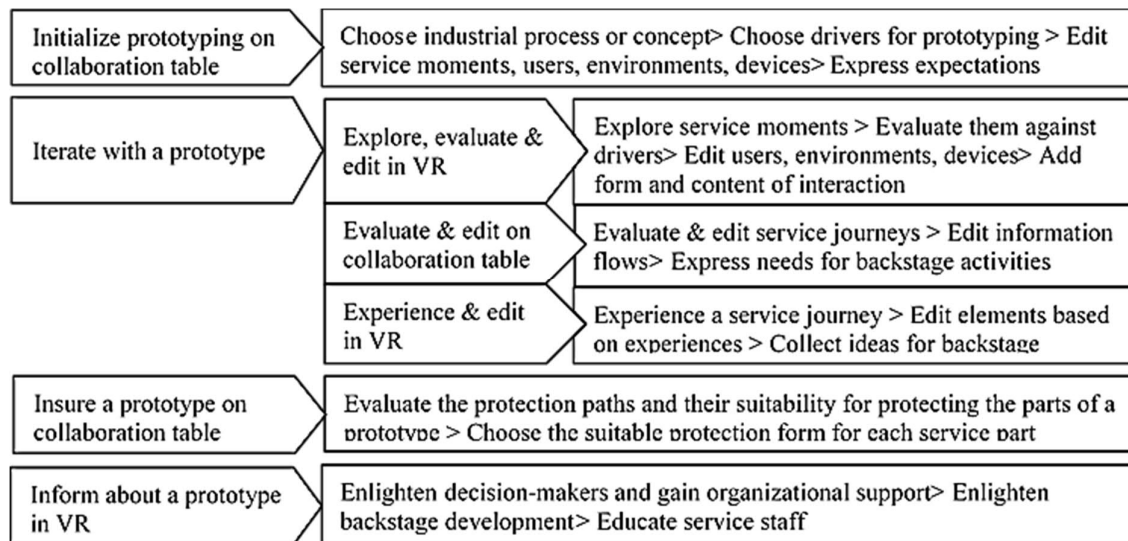 Initialize prototyping on
collaboration table
Choose industrial process or concept> Choose drivers for prototyping > Edit
service moments, users, environments, devices> Express expectations
Iterate with a prototype
Explore, evaluate &
edit in VR
Explore service moments > Evaluate them against
drivers> Edit users, environments, devices> Add
form and content of interaction
Evaluate & edit on
collaboration table
Evaluate & edit service journeys > Edit information
flows> Express needs for backstage activities
Experience & edit
in VR
Experience a service journey > Edit elements based
on experiences > Collect ideas for backstage
Insure a prototype on
collaboration table
Evaluate the protection paths and their suitability for protecting the parts of a
prototype > Choose the suitable protection form for each service part
Inform about a prototype
in VR
Enlighten decision-makers and gain organizational support> Enlighten
backstage development> Educate service staff